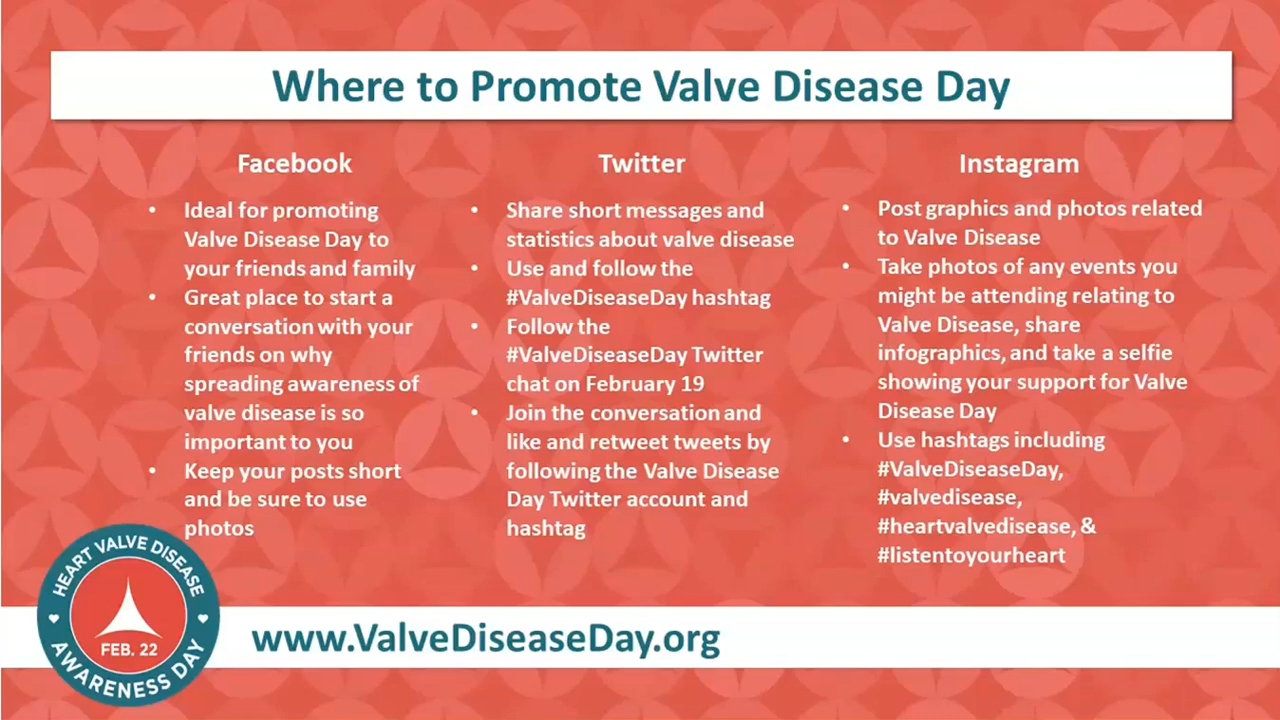 Where to Promote Valve Disease Day
Facebook
• Ideal for promoting
Valve Disease Day to
your friends and family
• Great place to start a
conversation with your
friends on why
spreading awareness of
valve disease is so
important to you
• Keep your posts short
and be sure to use
photos
Twitter
• Share short messages and
statistics about valve disease
• Use and follow the
#ValveDiseaseDay hashtag
• Follow the
#ValveDiseaseDay Twitter
chat on February 19
• Join the conversation and
like and retweet tweets by
following the Valve Disease
Day Twitter account and
hashtag
Instagram
• Post graphics and photos related
to Valve Disease
• Take photos of any events you
might be attending relating to
Valve Disease, share
infographics, and take a selfie
showing your support for Valve
Disease Day
• Use hashtags including
#ValveDiseaseDay,
#valvedisease,
#heartvalvedisease, &
#listentoyourheart
HEART VALVE DISEASE
FEB. 22
AWARENESS DAY
www.ValveDiseaseDay.org